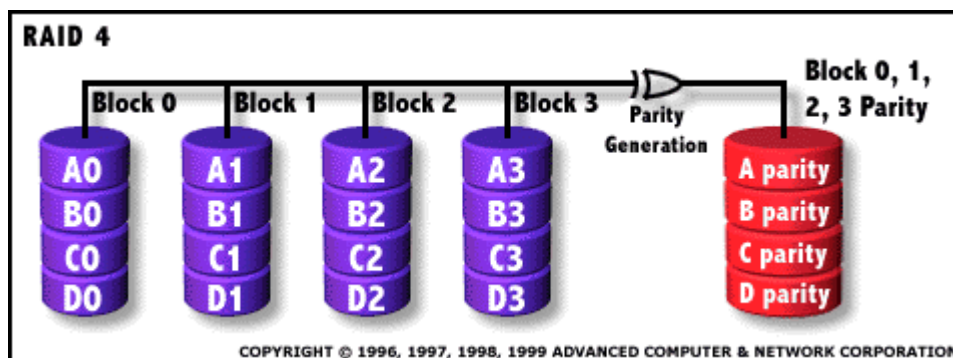 RAID 4
Block 0
Block 1
Block 2
Block 3
Parity
Generation
Block 0, 1,
2, 3 Parity
A0
A1
A2
A3
A parity
B0
B1
B2
B3
B parity
C0
C1
C2
C3
C parity
D0
D1
D2
D3
D parity
COPYRIGHT © 1996, 1997, 1998, 1999 ADVANCED COMPUTER & NETWORK CORPORATION